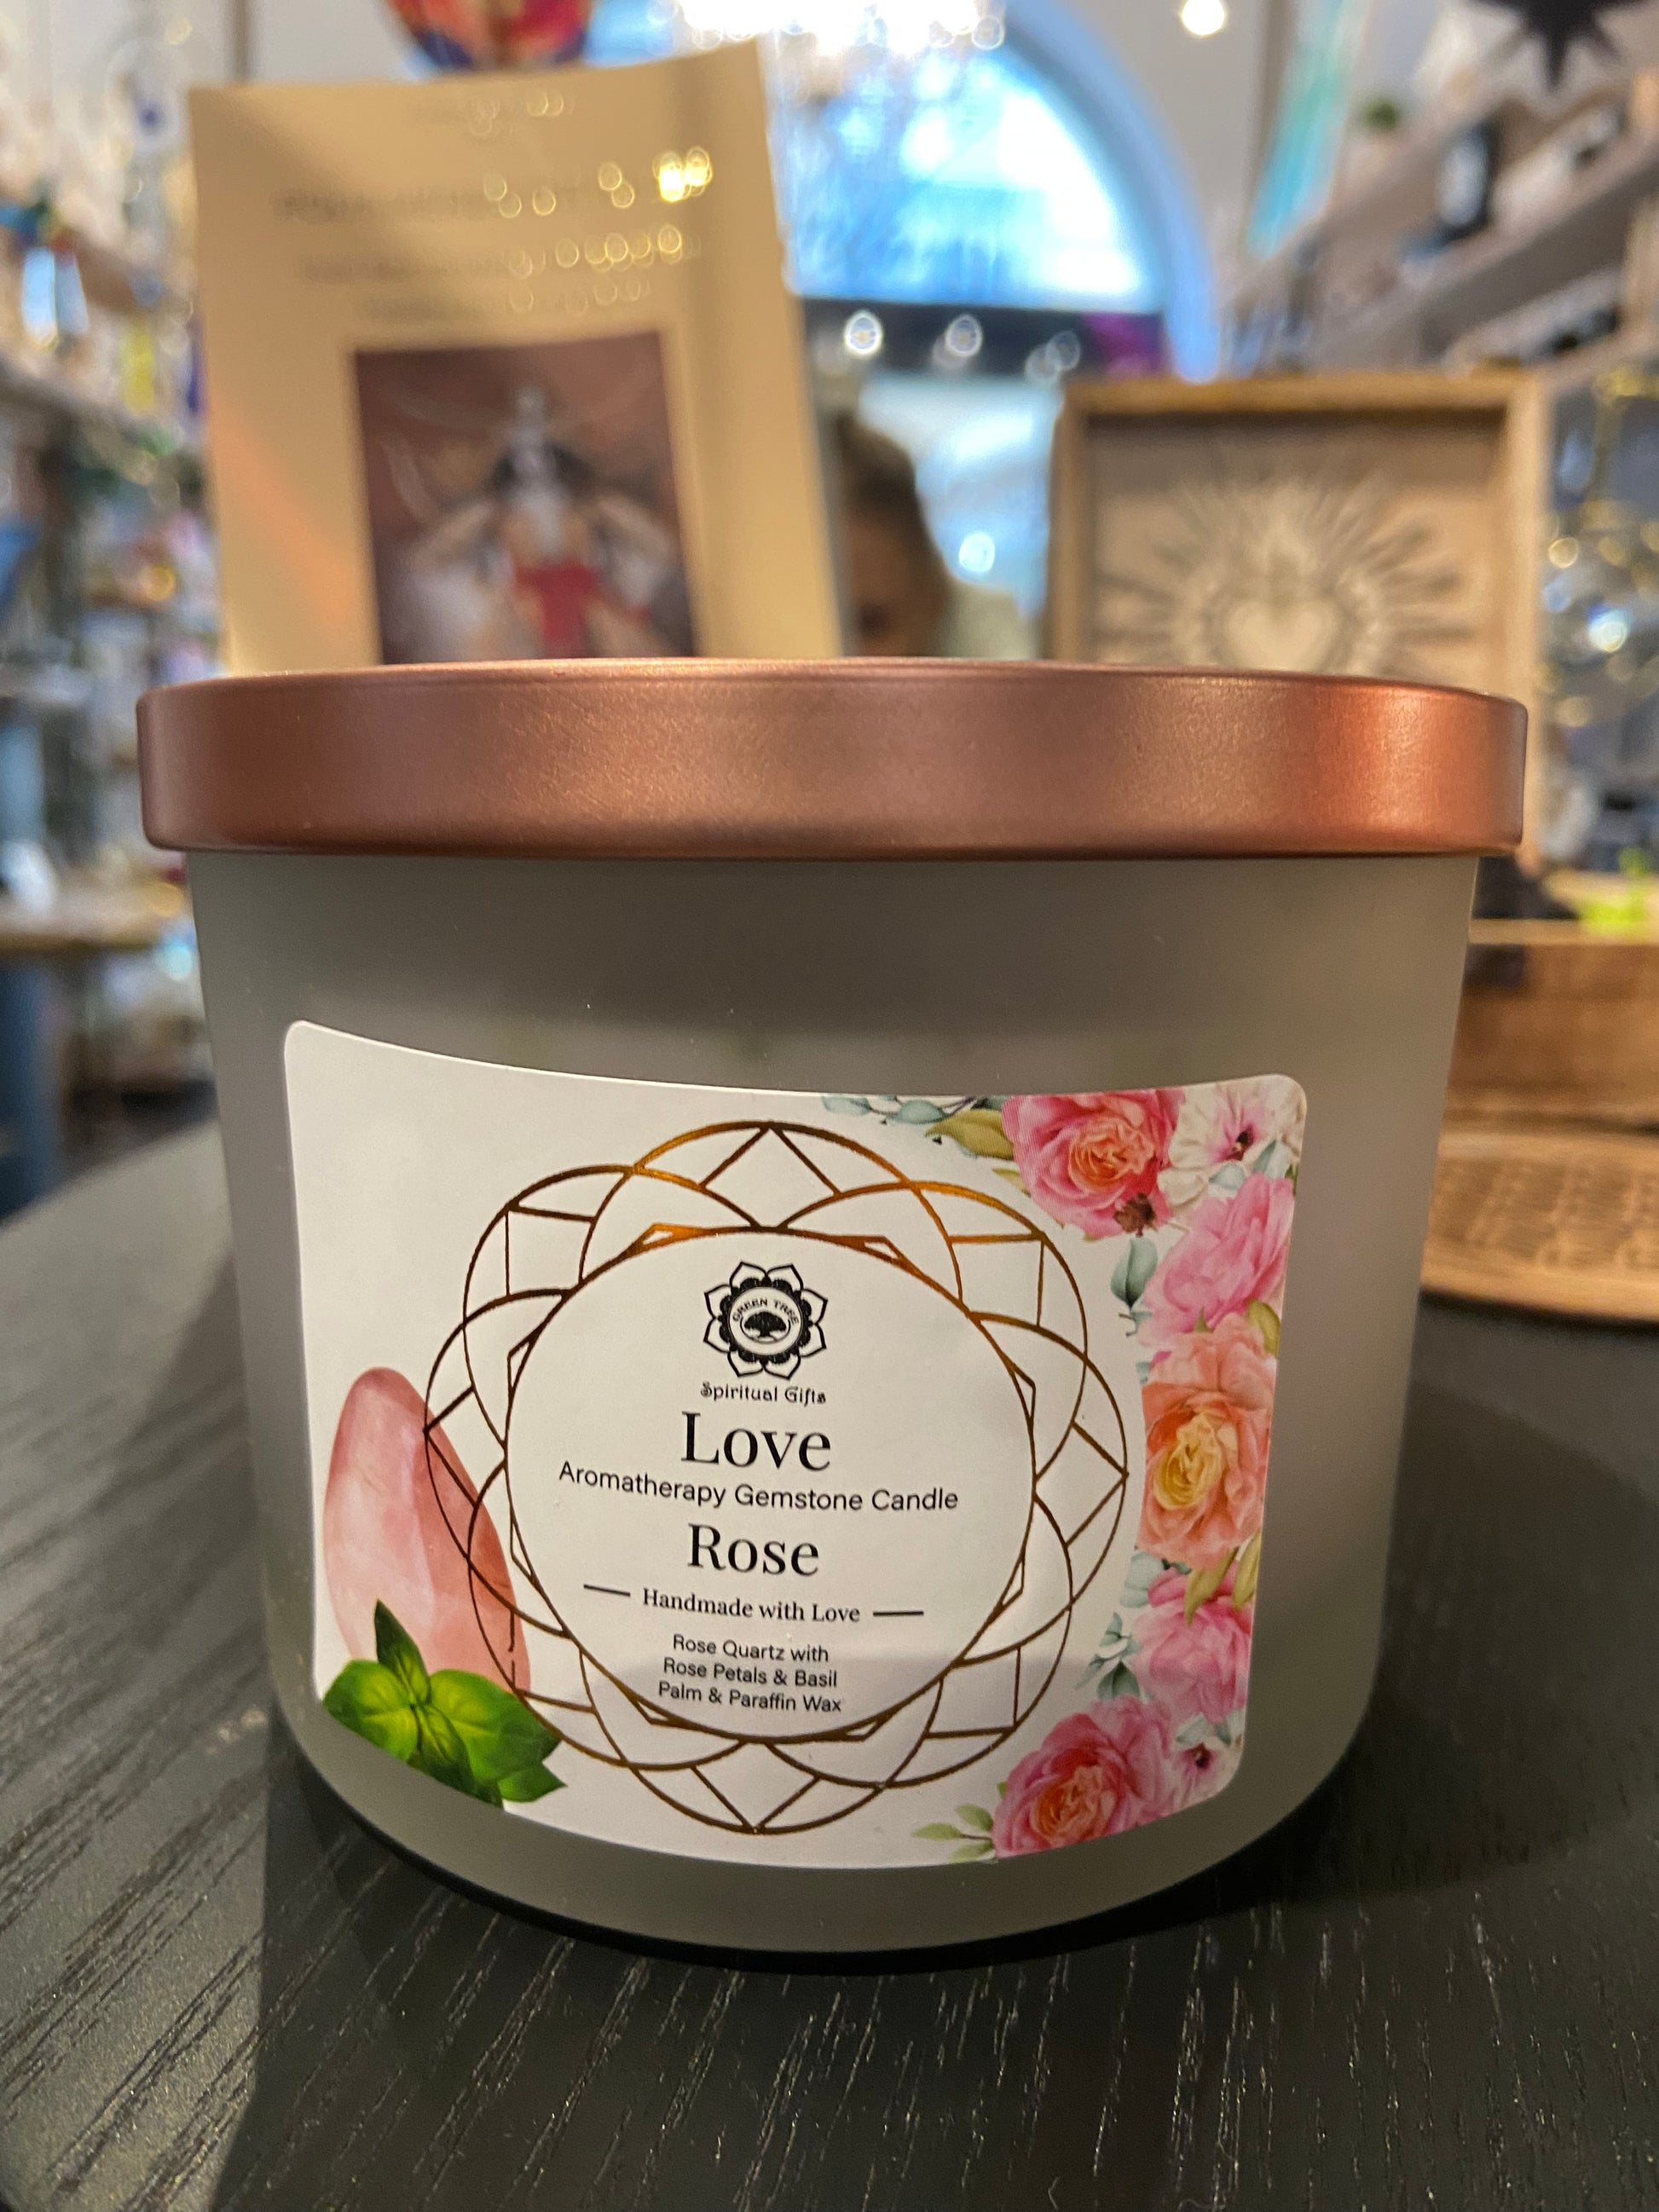 GREEN TREE
Spiritual Gifts
Love
Aromatherapy Gemstone Candle
Rose
Handmade with Love
Rose Quartz with
Rose Petals & Basil
Palm & Paraffin Wax